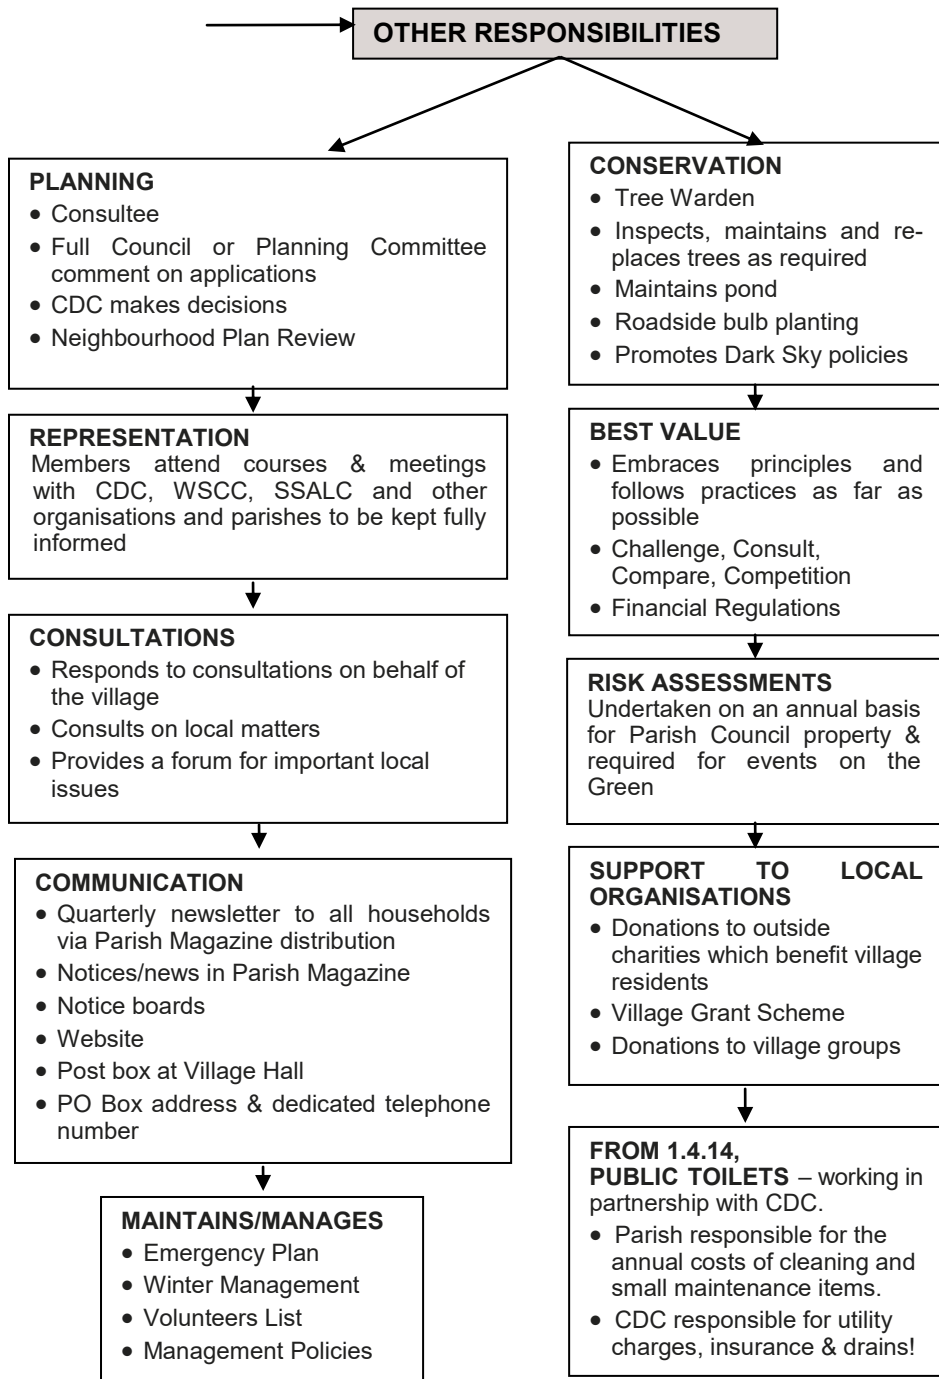 OTHER RESPONSIBILITIES
PLANNING
• Consultee
• Full Council or Planning Committee
comment on applications
• CDC makes decisions
• Neighbourhood Plan Review
REPRESENTATION
Members attend courses & meetings
with CDC, WSCC, SSALC and other
organisations and parishes to be kept fully
informed
CONSULTATIONS
• Responds to consultations on behalf of
the village
• Consults on local matters
• Provides a forum for important local
issues
COMMUNICATION
• Quarterly newsletter to all households
via Parish Magazine distribution
• Notices/news in Parish Magazine
• Notice boards
• Website
• Post box at Village Hall
• PO Box address & dedicated telephone
number
MAINTAINS/MANAGES
• Emergency Plan
• Winter Management
• Volunteers List
• Management Policies
CONSERVATION
• Tree Warden
• Inspects, maintains and re-
places trees as required
• Maintains pond
• Roadside bulb planting
• Promotes Dark Sky policies
BEST VALUE
• Embraces principles and
follows practices as far as
possible
• Challenge, Consult,
Compare, Competition
• Financial Regulations
RISK ASSESSMENTS
Undertaken on an annual basis
for Parish Council property &
required for events on the
Green
SUPPORT TO LOCAL
ORGANISATIONS
• Donations to outside
charities which benefit village
residents
• Village Grant Scheme
• Donations to village groups
FROM 1.4.14,
PUBLIC TOILETS – working in
partnership with CDC.
• Parish responsible for the
annual costs of cleaning and
small maintenance items.
• CDC responsible for utility
charges, insurance & drains!